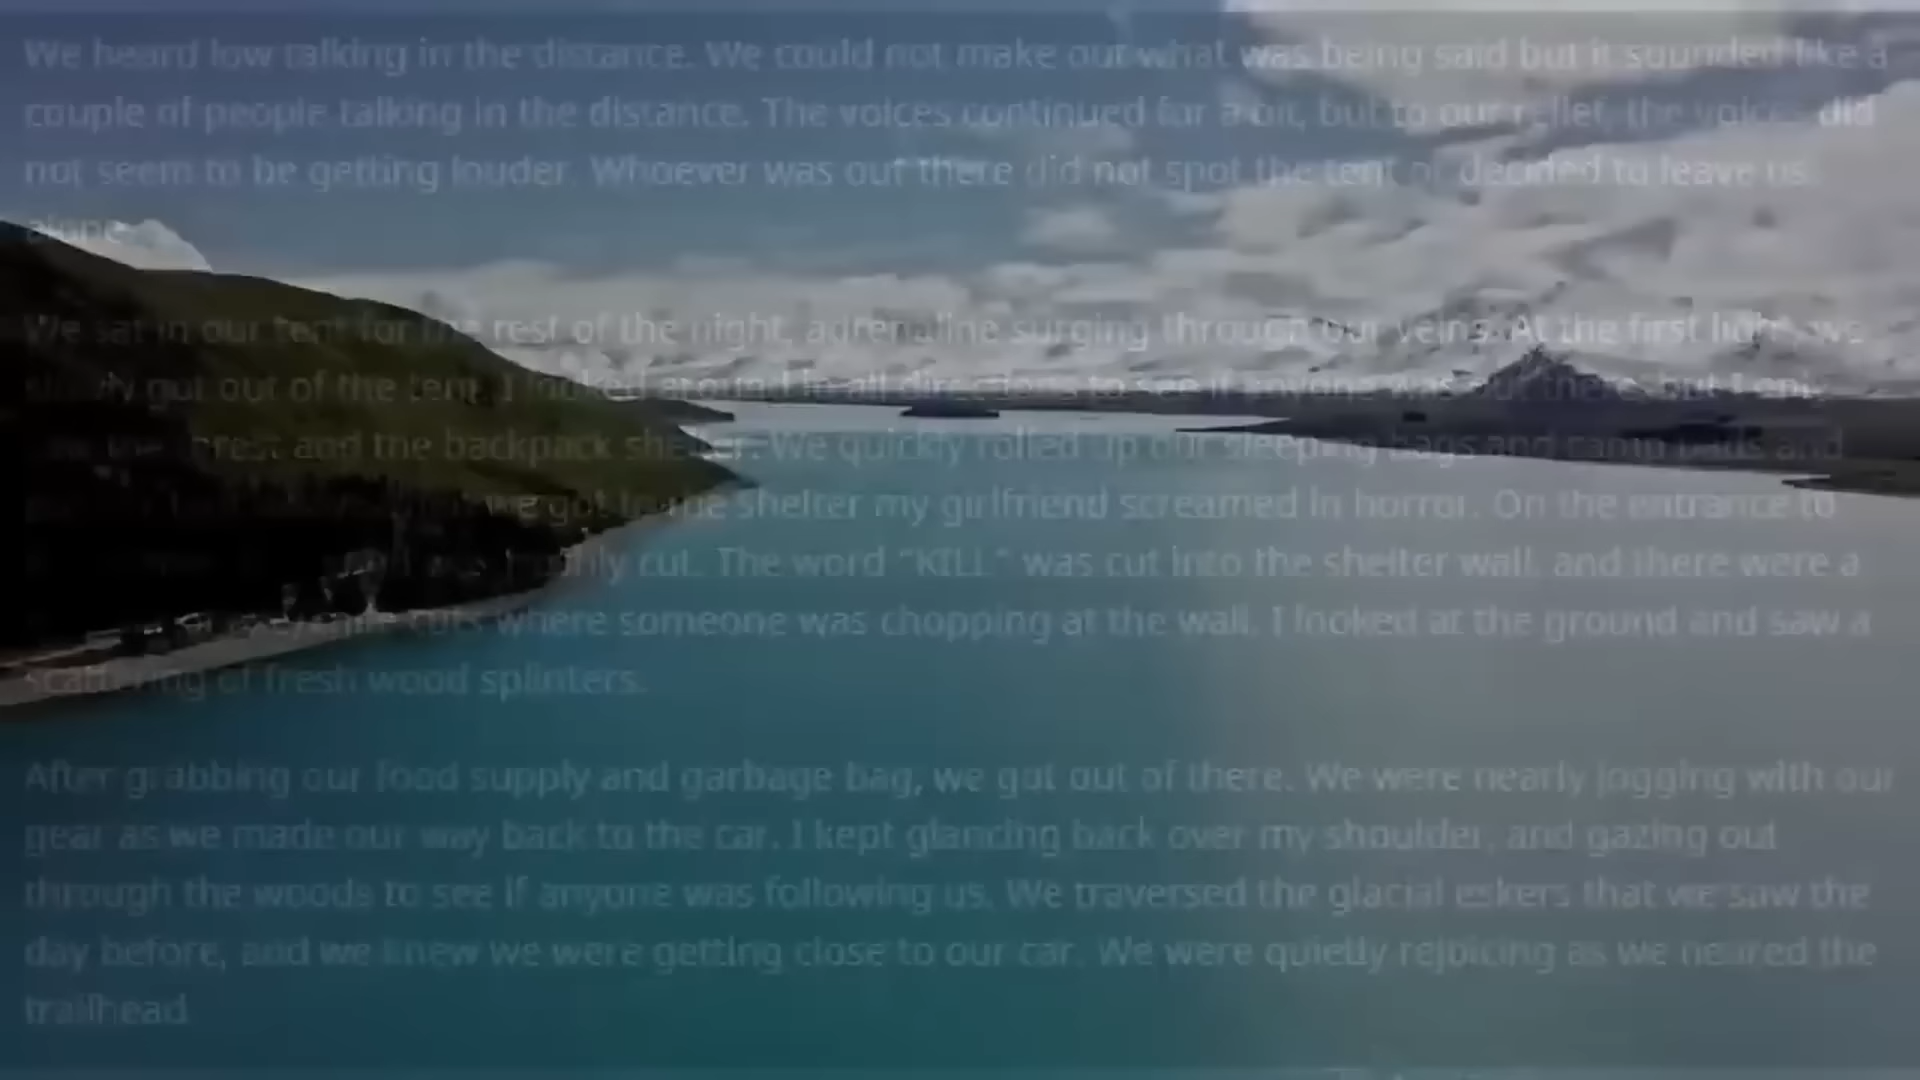 We heard low talking in the distance. We could not make out what was being said but it sounded like a
couple of people talking in the distance. The voices continued for a bit, but to our relief, the voices did
not seem to be getting louder. Whoever was out there did not spot the tent or decided to leave us
alone.
We sat in our tent for the rest of the night, adrenaline surging through our veins. At the first light, we
slowly got out of the tent. I looked around in all directions to see if anyone was out there, but I only
saw the forest and the backpack shelter. We quickly rolled up our sleeping bags and camp pads and
we got to the shelter my girlfriend screamed in horror. On the entrance to
cut. The word "KILL" was cut into the shelter wall, and there were a
cuts where someone was chopping at the wall. I looked at the ground and saw a
scattering of fresh wood splinters.
After grabbing our food supply and garbage bag, we got out of there. We were nearly jogging with our
gear as we made our way back to the car. I kept glancing back over my shoulder, and gazing out
through the woods to see if anyone was following us. We traversed the glacial eskers that we saw the
day before, and we knew we were getting close to our car. We were quietly rejoicing as we neared the
trailhead.